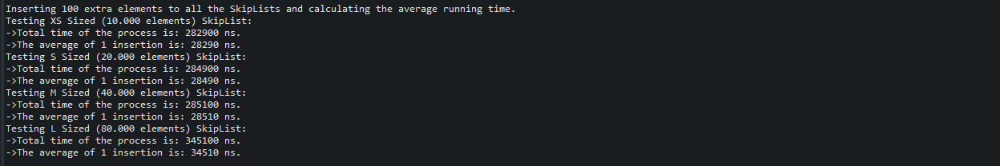 Inserting 100 extra elements to all the SkipLists and calculating the average running time.
Testing XS Sized (10.000 elements) SkipList:
->Total time of the process is: 282900 ns.
->The average of 1 insertion is: 28290 ns.
Testing S Sized (20.000 elements) SkipList:
->Total time of the process is: 284900 ns.
->The average of 1 insertion is: 28490 ns.
Testing M Sized (40.000 elements) SkipList:
->Total time of the process is: 285100 ns.
->The average of 1 insertion is: 28510 ns.
Testing L Sized (80.000 elements) SkipList:
->Total time of the process is: 345100 ns.
->The average of 1 insertion is: 34510 ns.